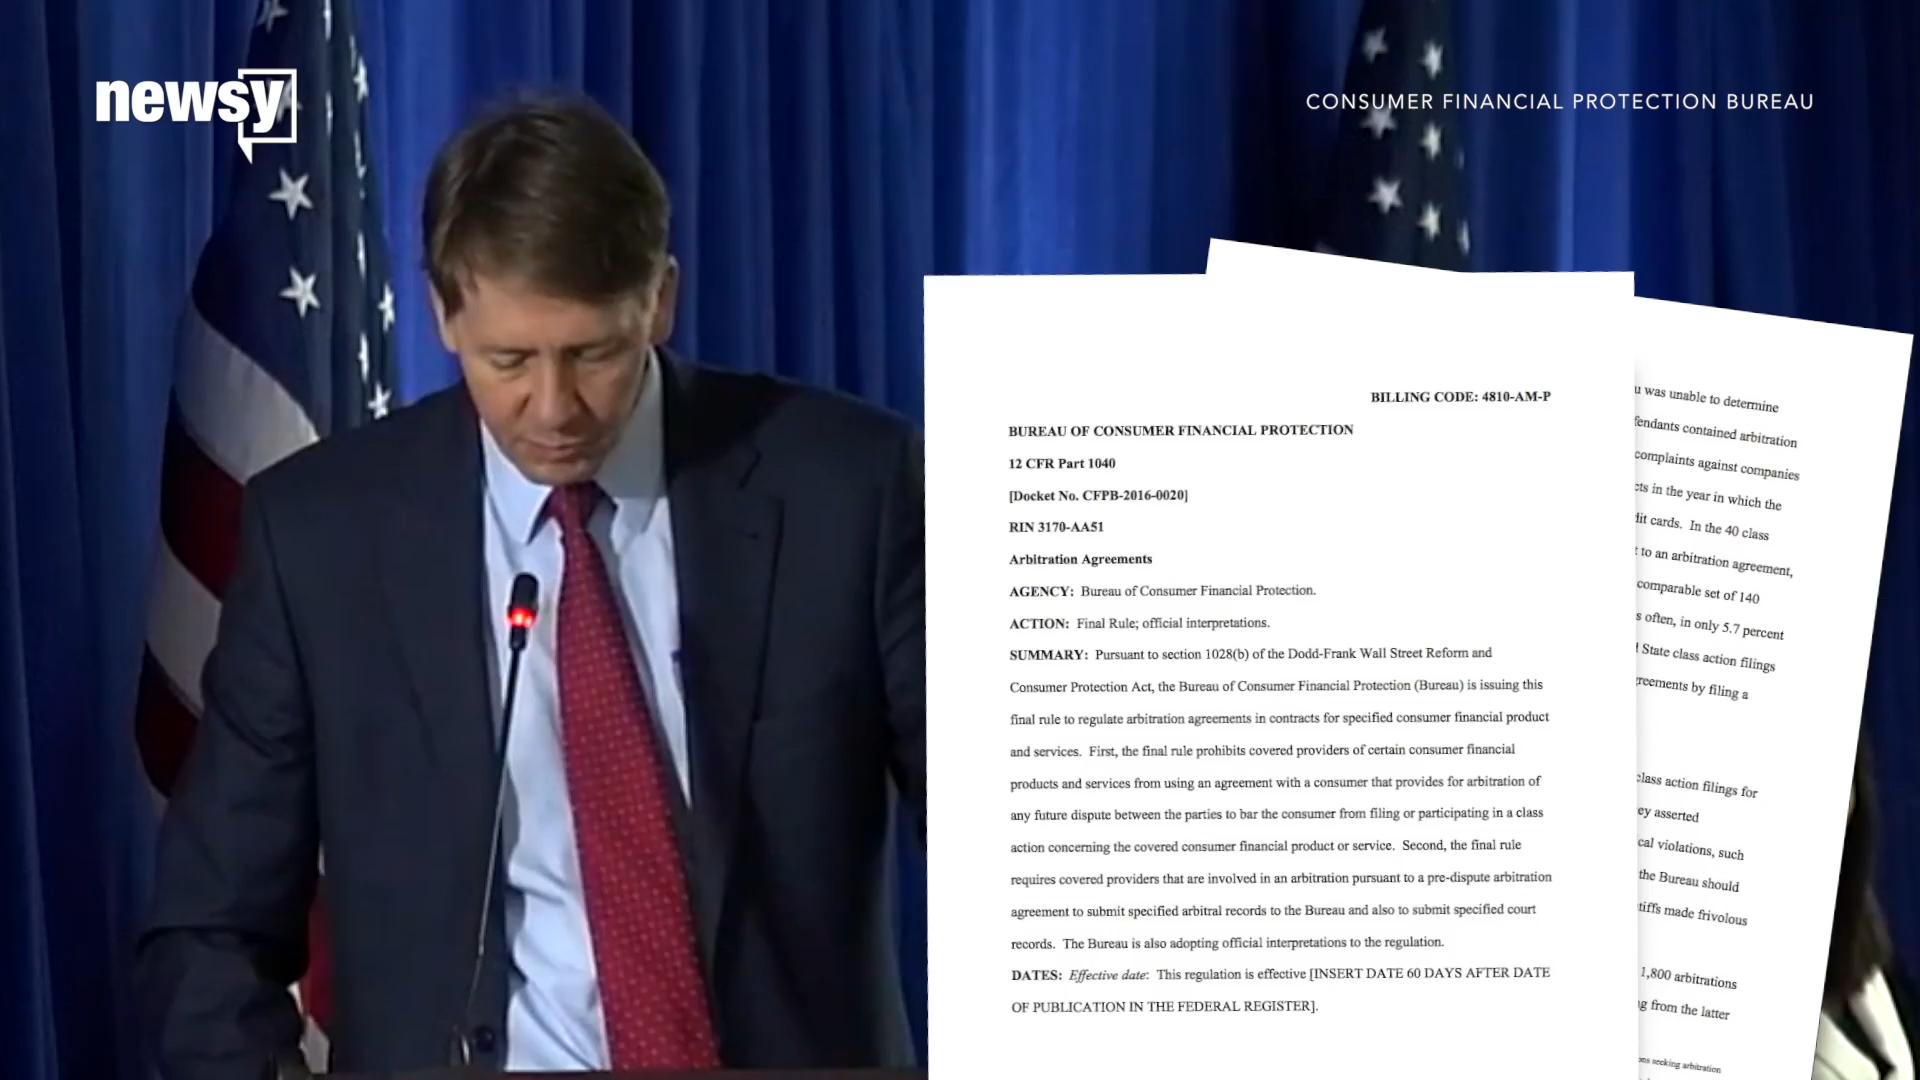 newsy
CONSUMER FINANCIAL PROTECTION BUREAU
BILLING CODE: 4810-AM-P
BUREAU OF CONSUMER FINANCIAL PROTECTION
12 CFR Part 1040
[Docket No. CFPB-2016-0020]
RIN 3170-AA51
Arbitration Agreements
AGENCY: Bureau of Consumer Financial Protection.
ACTION: Final Rule; official interpretations.
SUMMARY: Pursuant to section 1028(b) of the Dodd-Frank Wall Street Reform and
Consumer Protection Act, the Bureau of Consumer Financial Protection (Bureau) is issuing this
final rule to regulate arbitration agreements in contracts for specified consumer financial product
and services. First, the final rule prohibits covered providers of certain consumer financial
products and services from using an agreement with a consumer that provides for arbitration of
any future dispute between the parties to bar the consumer from filing or participating in a class
action concerning the covered consumer financial product or service. Second, the final rule
requires covered providers that are involved in an arbitration pursuant to a pre-dispute arbitration
agreement to submit specified arbitral records to the Bureau and also to submit specified court
records. The Bureau is also adopting official interpretations to the regulation.
DATES: Effective date: This regulation is effective [INSERT DATE 60 DAYS AFTER DATE
OF PUBLICATION IN THE FEDERAL REGISTER].
was unable to determine
contained arbitration
complaints against companies
in the year in which the
cards. In the 40 class
to an arbitration agreement,
comparable set of 140
often, in only 5.7 percent
State class action filings
by filing a
class action filings for
asserted
violations, such
the Bureau should
made frivolous
1,800 arbitrations
from the latter
seeking arbitration